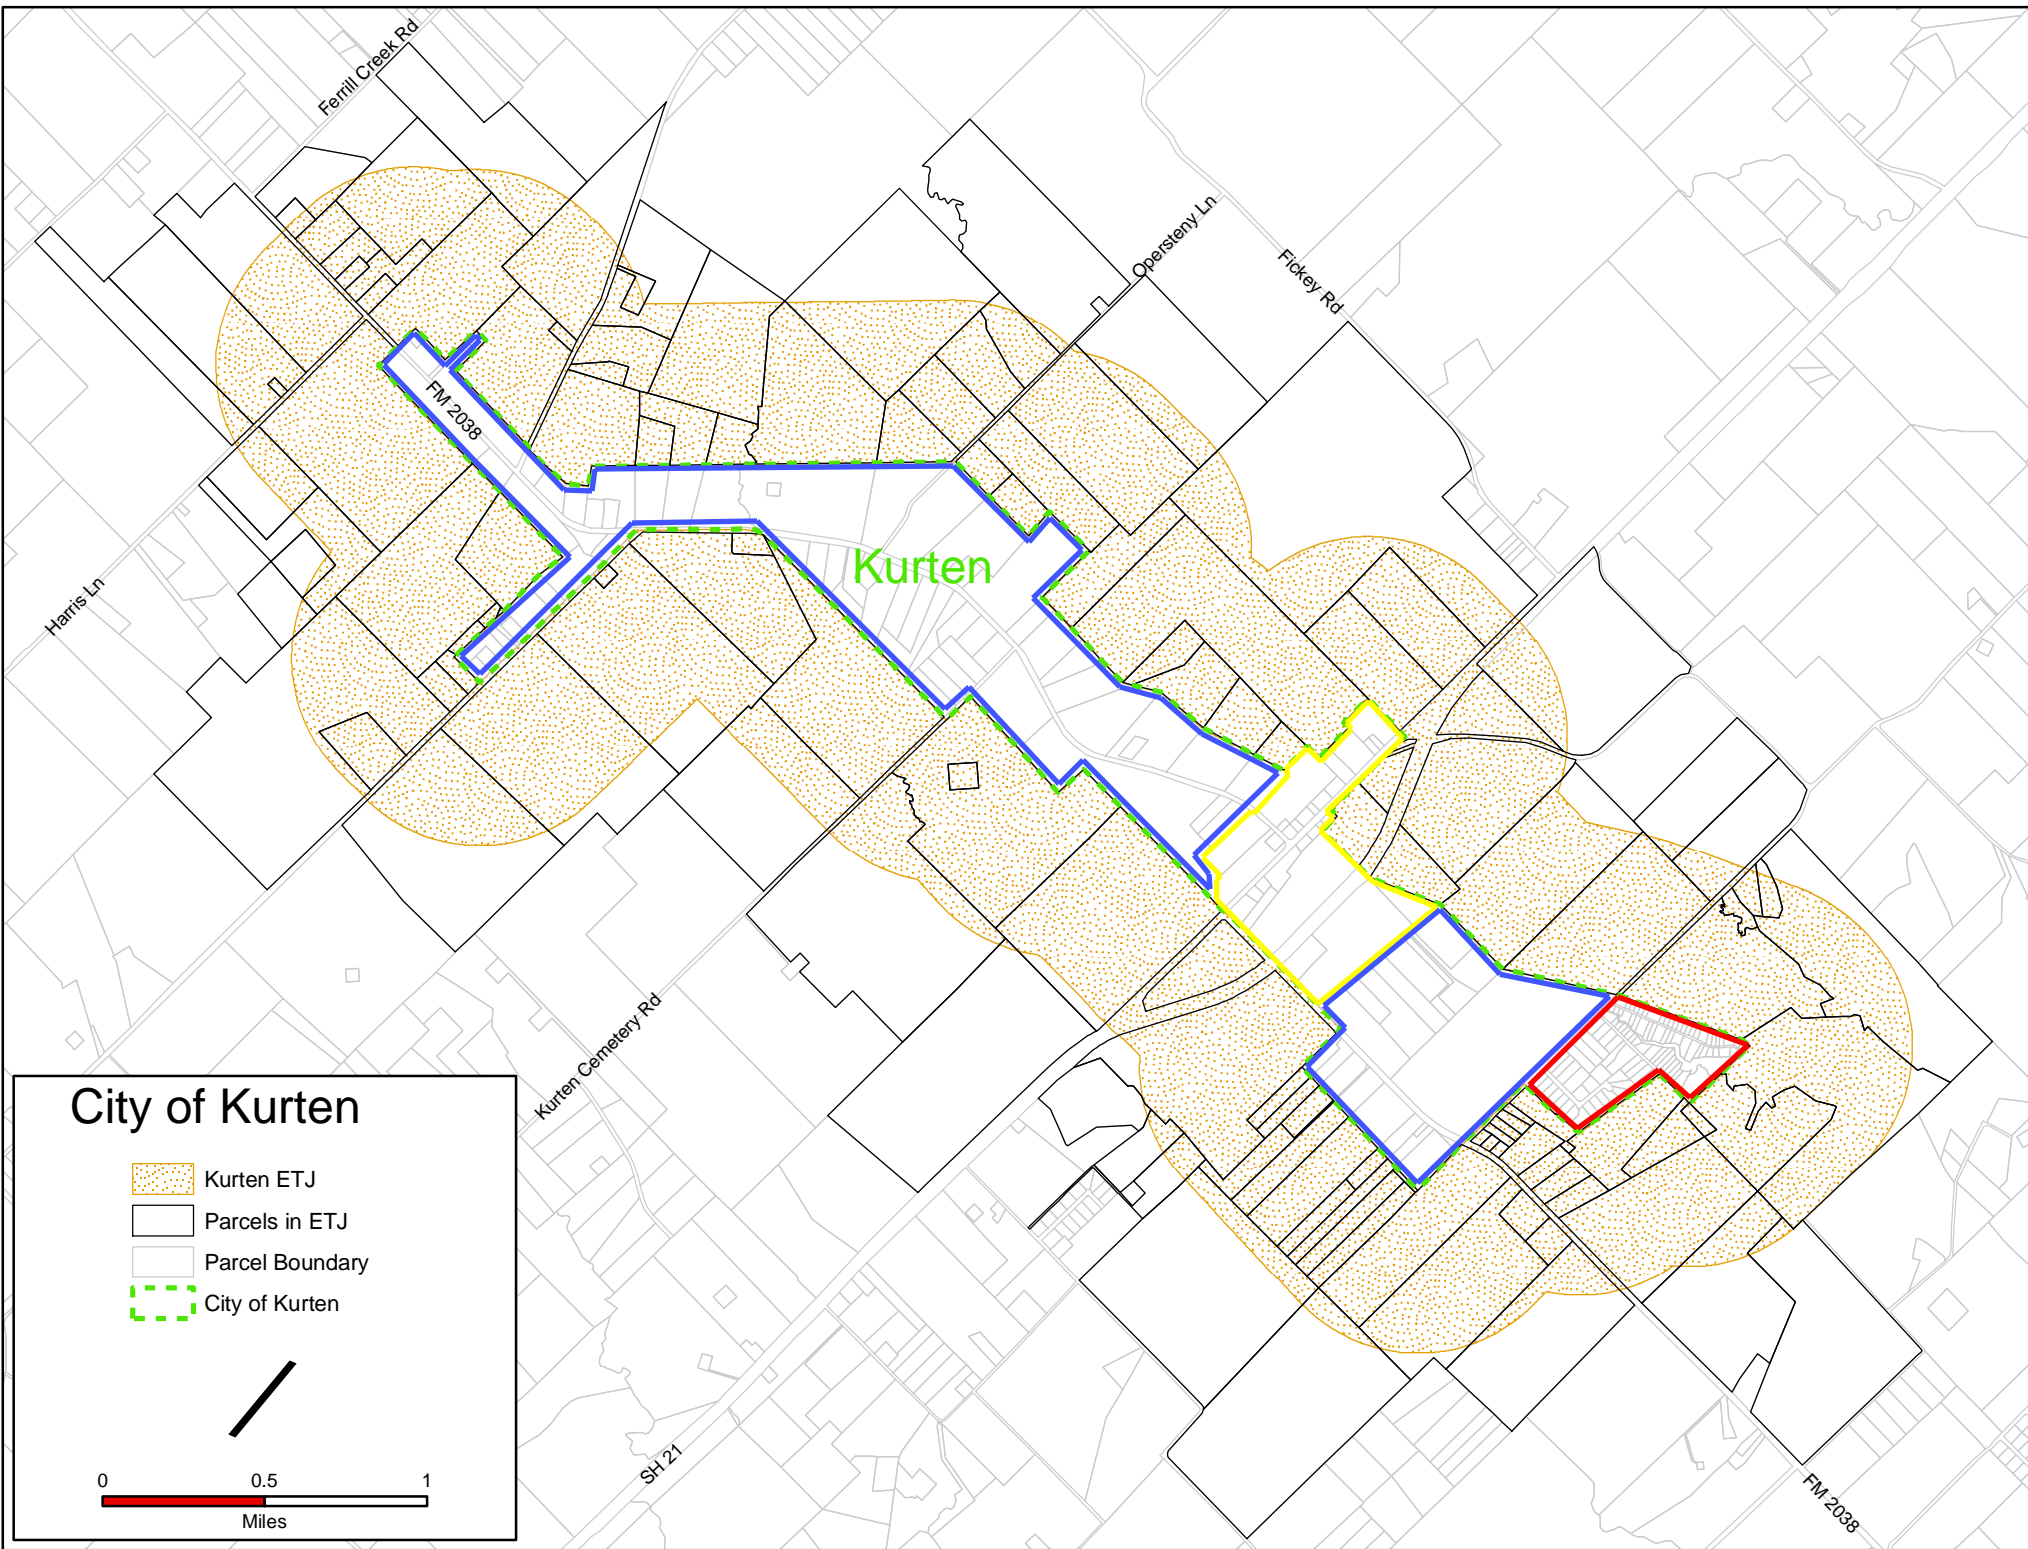 Ferrill Creek Rd
Opersteny Ln
Fickey Rd
FM 2038
Kurten
Harris Ln
Kurten Cemetery Rd
SH 21
FM 2038
City of Kurten
Kurten ETJ
Parcels in ETJ
Parcel Boundary
City of Kurten
0 0.5 1
Miles